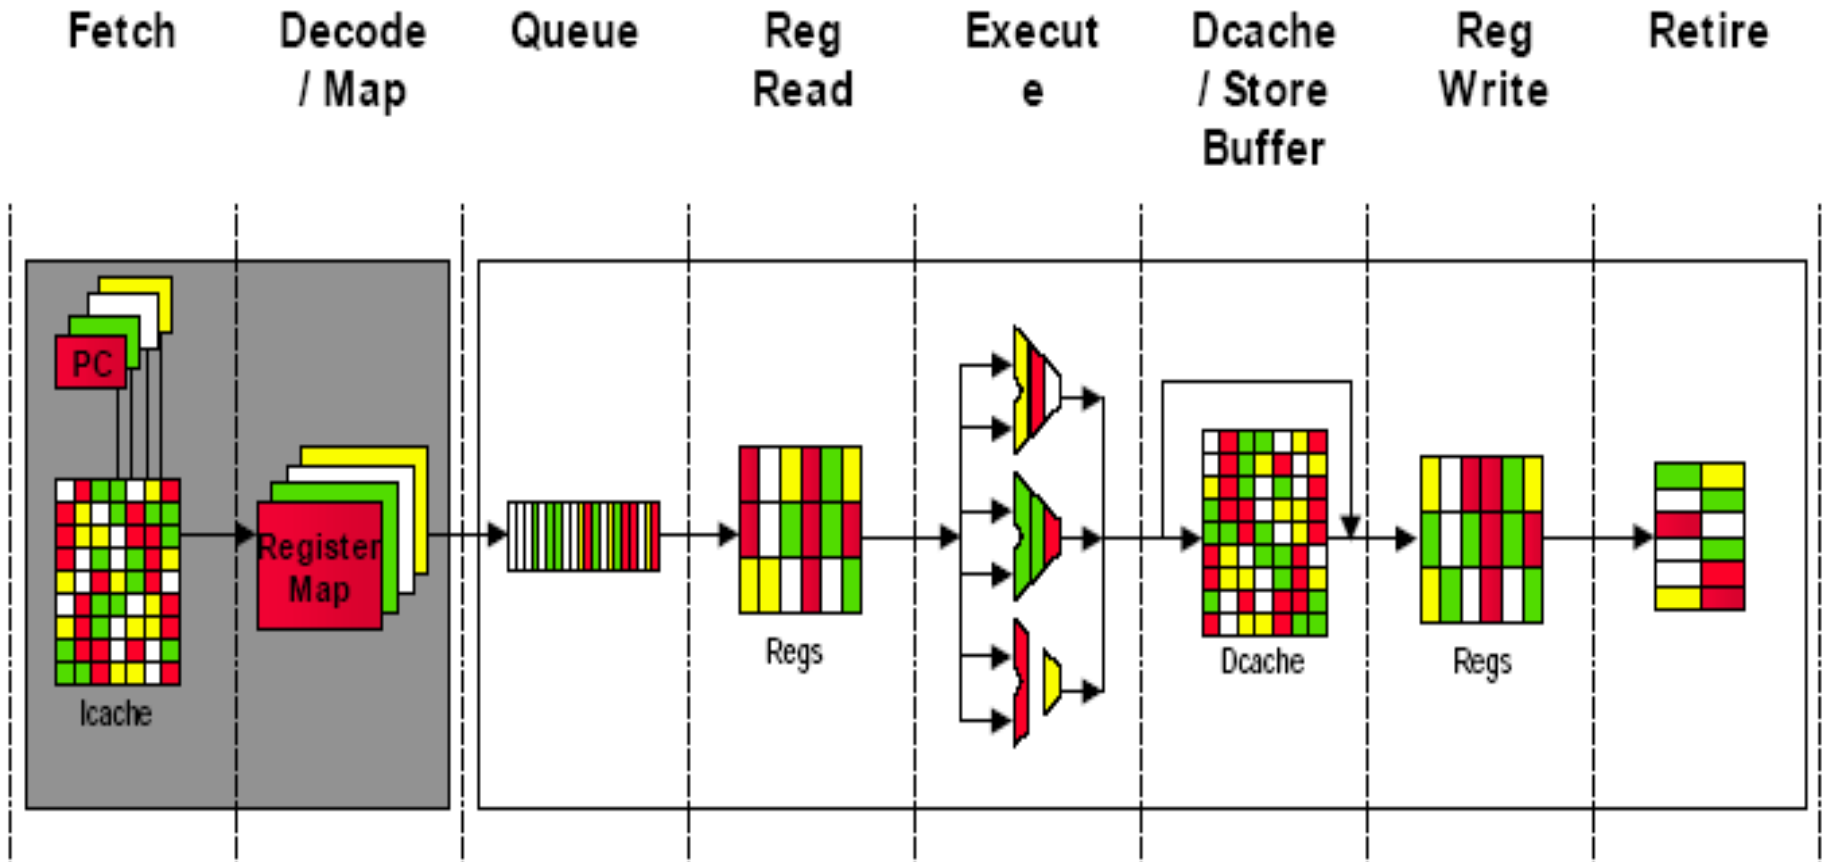 Fetch
Decode
/ Map
Queue
Reg
Read
Execut
e
Dcache
/ Store
Buffer
Reg
Write
Retire
PC
Register
Map
Icache
Regs
Dcache
Regs